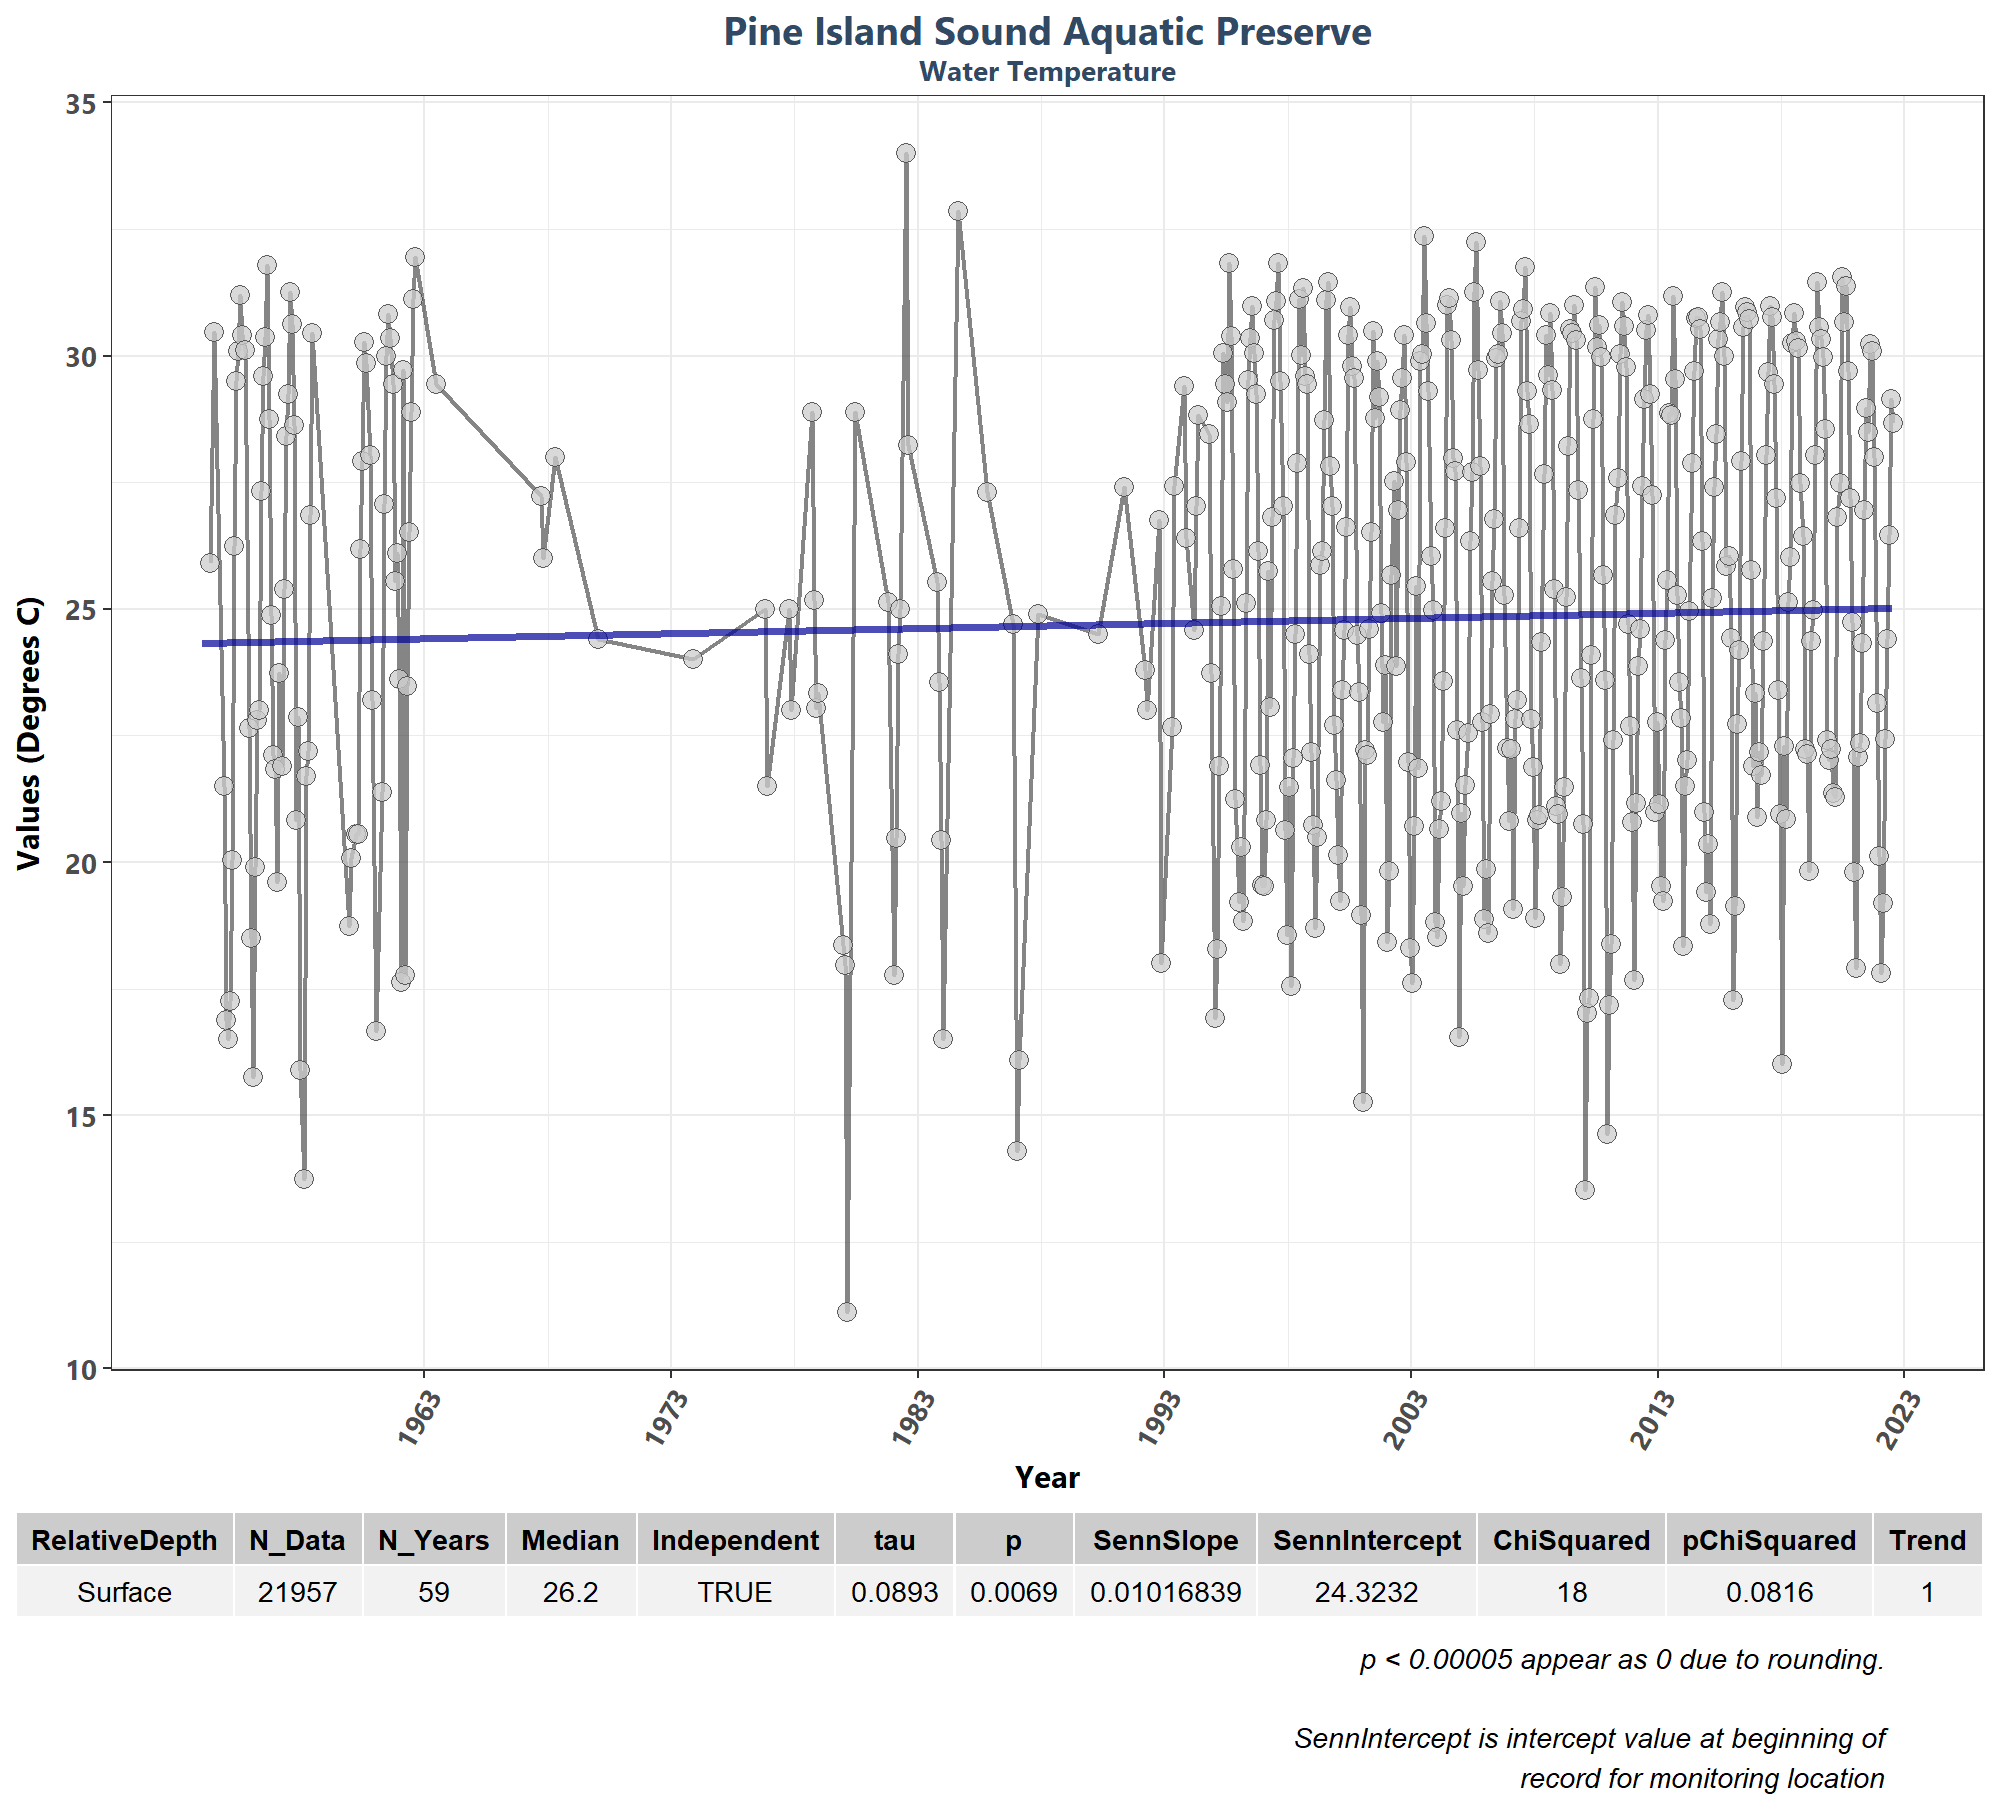 Pine Island Sound Aquatic Preserve
Water Temperature
35
30
25
20
15
10
Values (Degrees C)
1963
1973
1983
1993
2003
2013
2023
Year
RelativeDepth N_Data N_Years Median Independent tau p SennSlope SennIntercept ChiSquared pChiSquared Trend
Surface 21957 59 26.2 TRUE 0.0893 0.0069 0.01016839 24.3232 18 0.0816 1
p < 0.00005 appear as 0 due to rounding.
SennIntercept is intercept value at beginning of
record for monitoring location